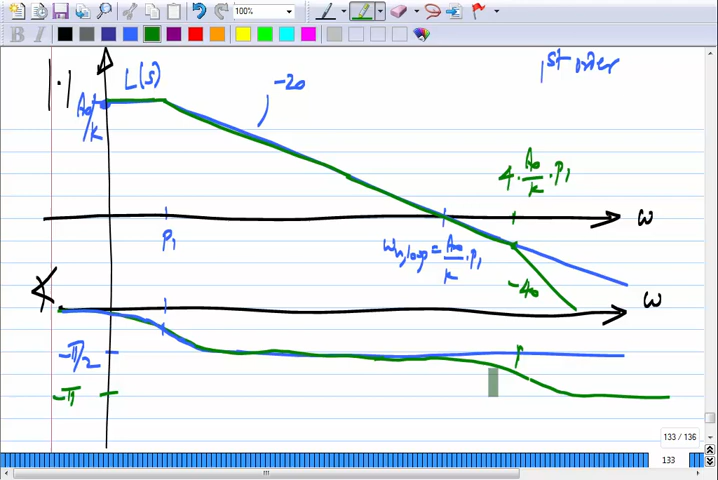 100%
B I
1st order
|·| L(s)
-20
A0/k
4·A0/k·p1
ω
p1
ωu,loop = A0/k·p1
-40
ω
-π/2
-π
133 / 136
133